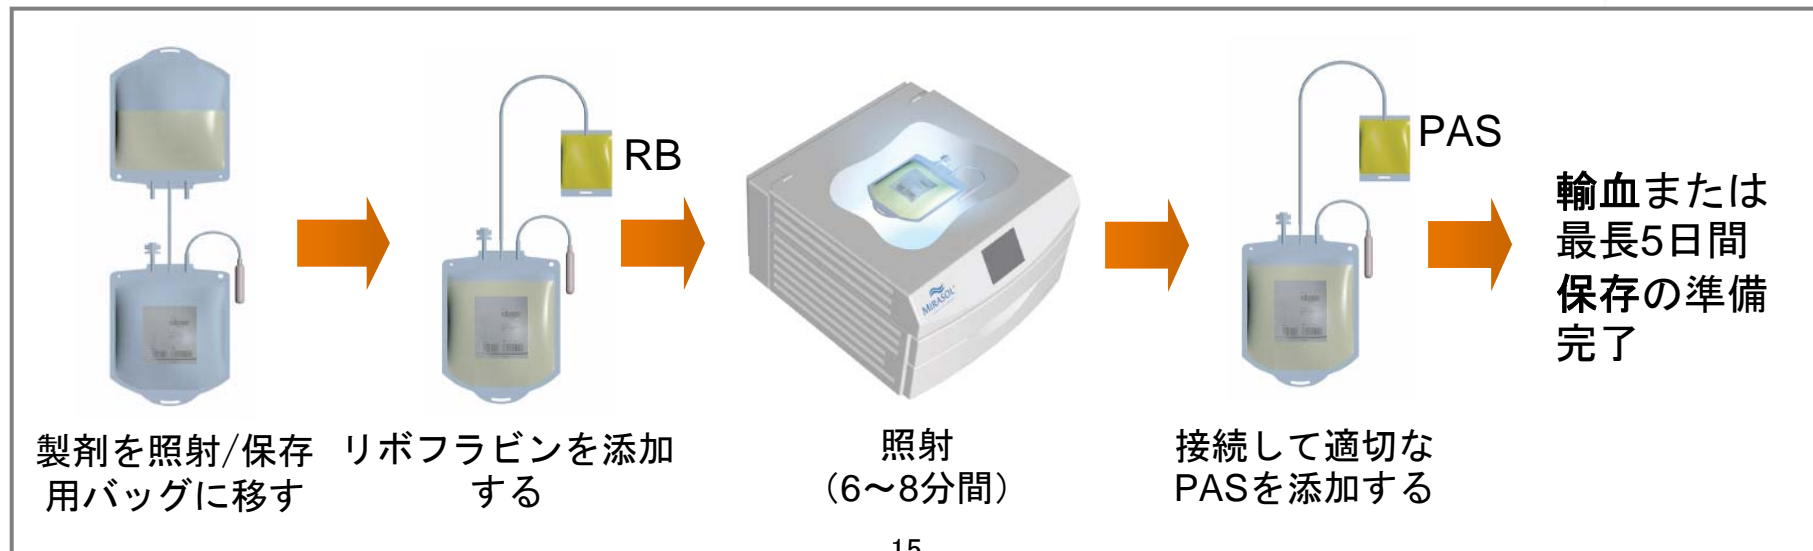 RB
PAS
MIRASOL
輸血または
最長5日間
保存の準備
完了
製剤を照射/保存
用バッグに移す
リボフラビンを添加
する
照射
（6～8分間）
接続して適切な
PASを添加する
15